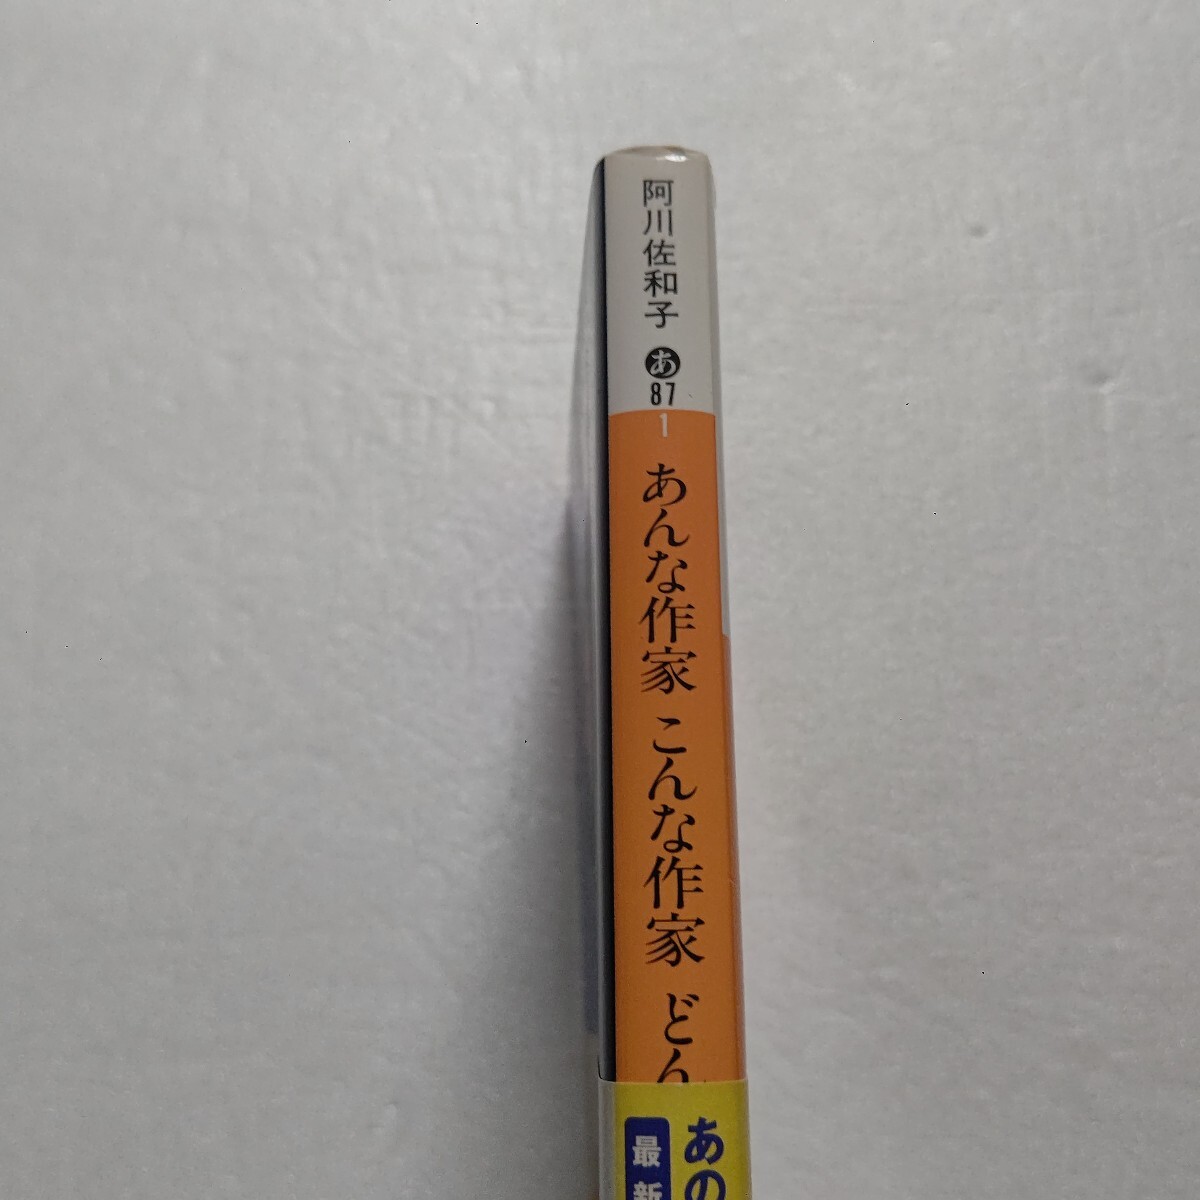 阿川佐和子
あ
87
1
あんな作家 こんな作家 どん
あの
最新